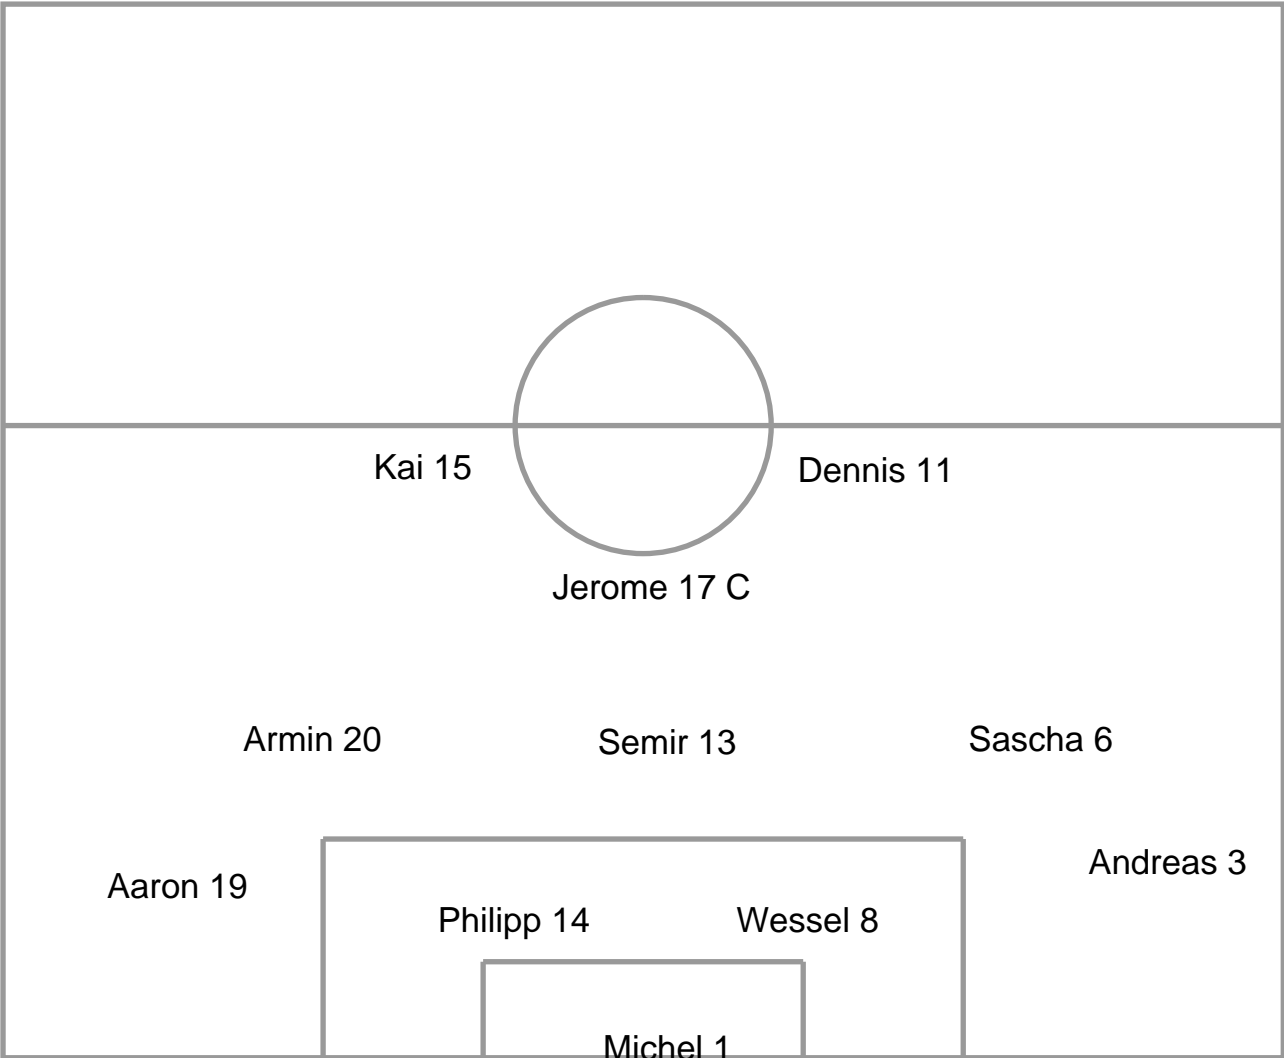 Kai 15
Dennis 11
Jerome 17 C
Armin 20
Semir 13
Sascha 6
Andreas 3
Aaron 19
Philipp 14
Wessel 8
Michel 1